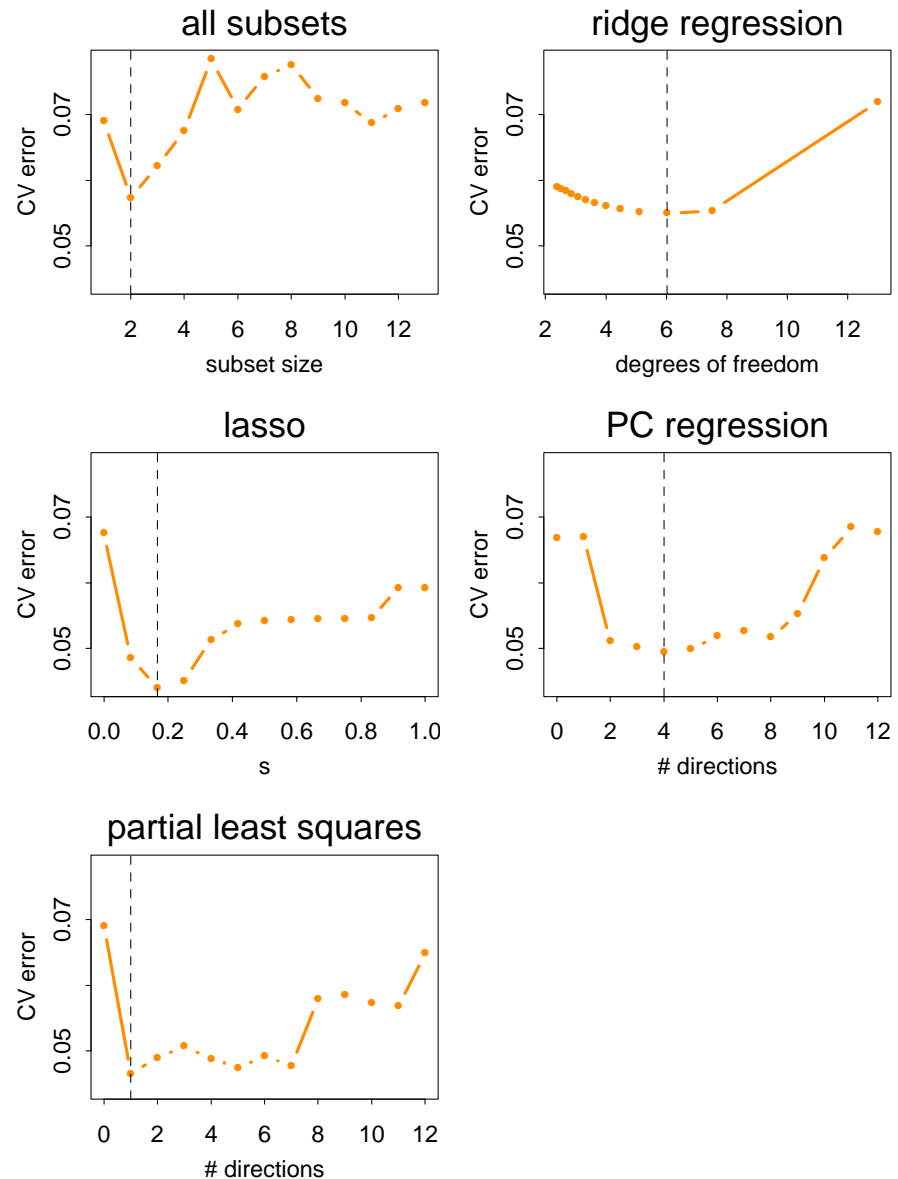 all subsets
CV error
0.07
0.05
2 4 6 8 10 12
subset size
ridge regression
CV error
0.07
0.05
2 4 6 8 10 12
degrees of freedom
lasso
CV error
0.07
0.05
0.0 0.2 0.4 0.6 0.8 1.0
s
PC regression
CV error
0.07
0.05
0 2 4 6 8 10 12
# directions
partial least squares
CV error
0.07
0.05
0 2 4 6 8 10 12
# directions